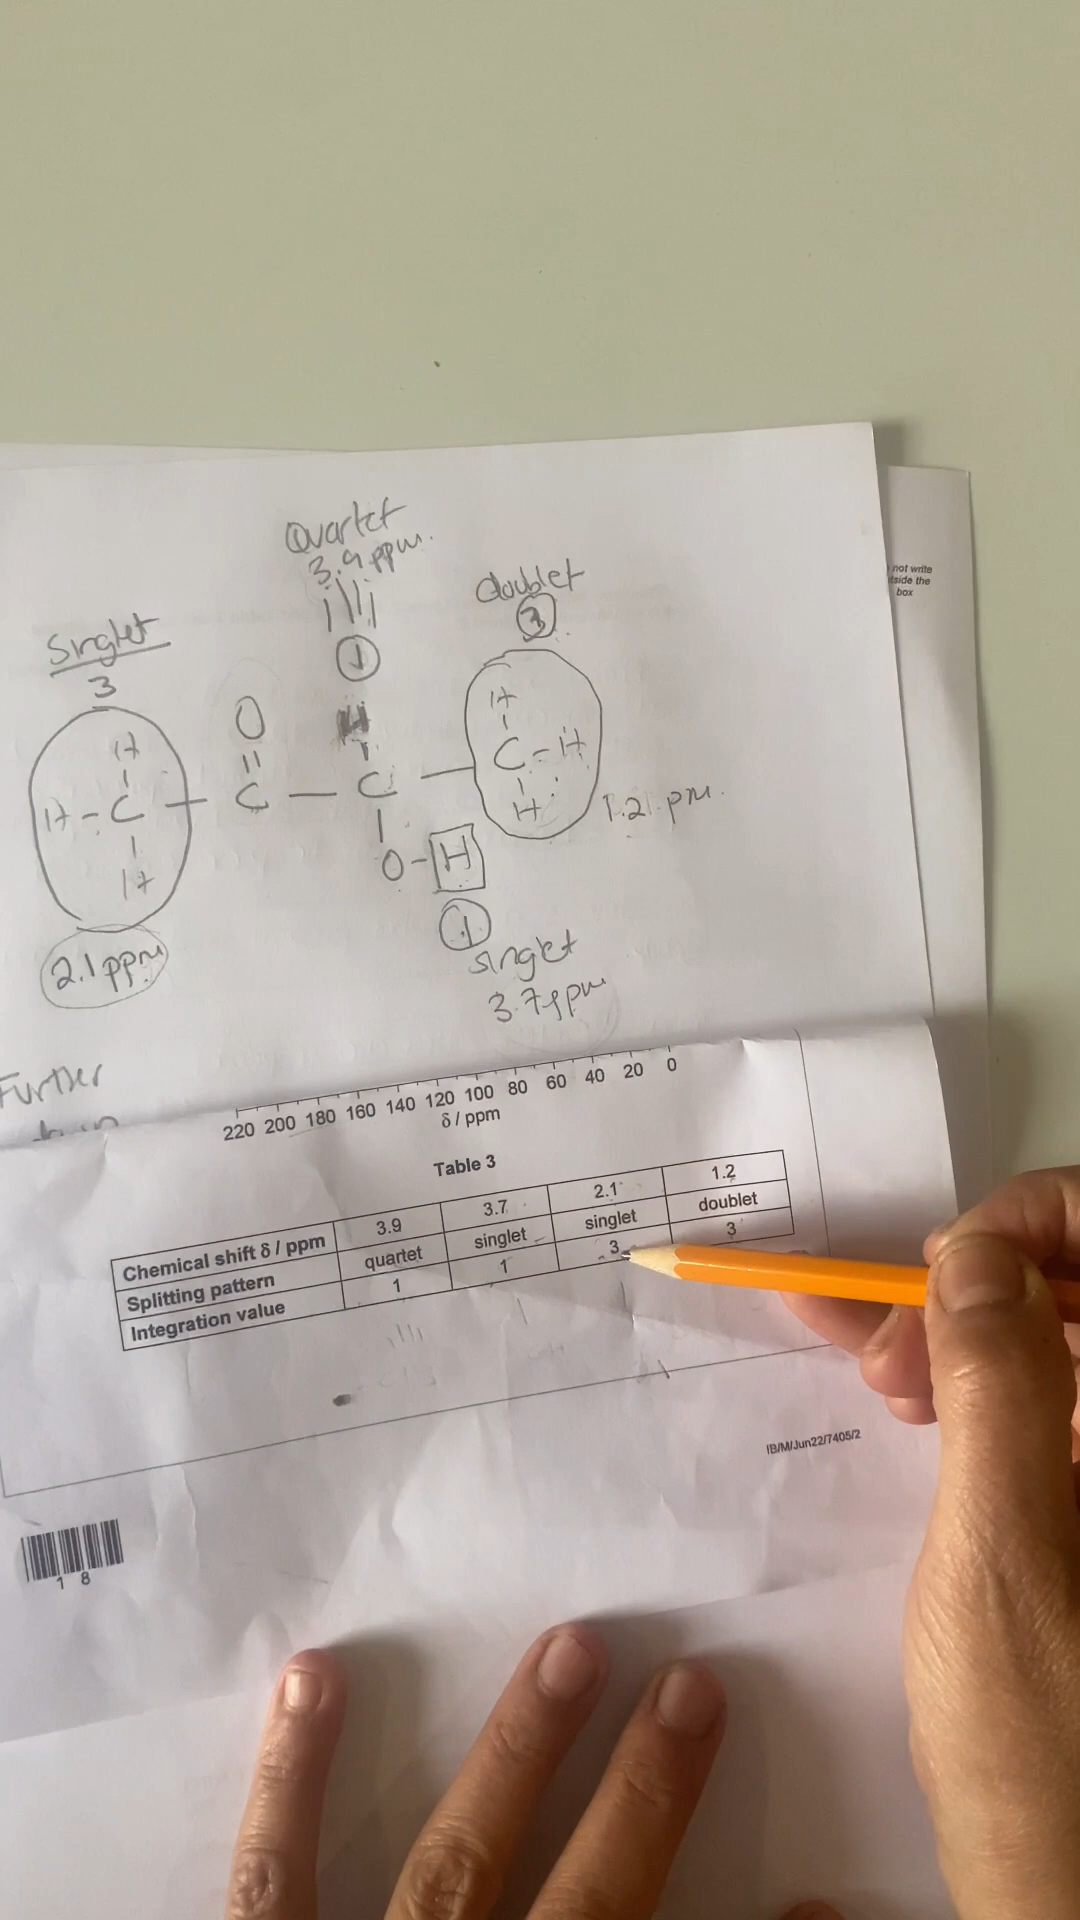 not write
tside the
box
Quartet
3.9 ppm.
1
doublet
3
Singlet
3
H
H - C
H
O
C
H
C
O - H
H
C - H
H
1.21. ppm.
2.1 ppm
1
singlet
3.7 ppm
Further
220 200 180 160 140 120 100 80 60 40 20 0
δ / ppm
Table 3
Chemical shift δ / ppm 3.9 3.7 2.1 1.2
Splitting pattern quartet singlet singlet doublet
Integration value 1 1 3 3
IB/M/Jun22/7405/2
1 8